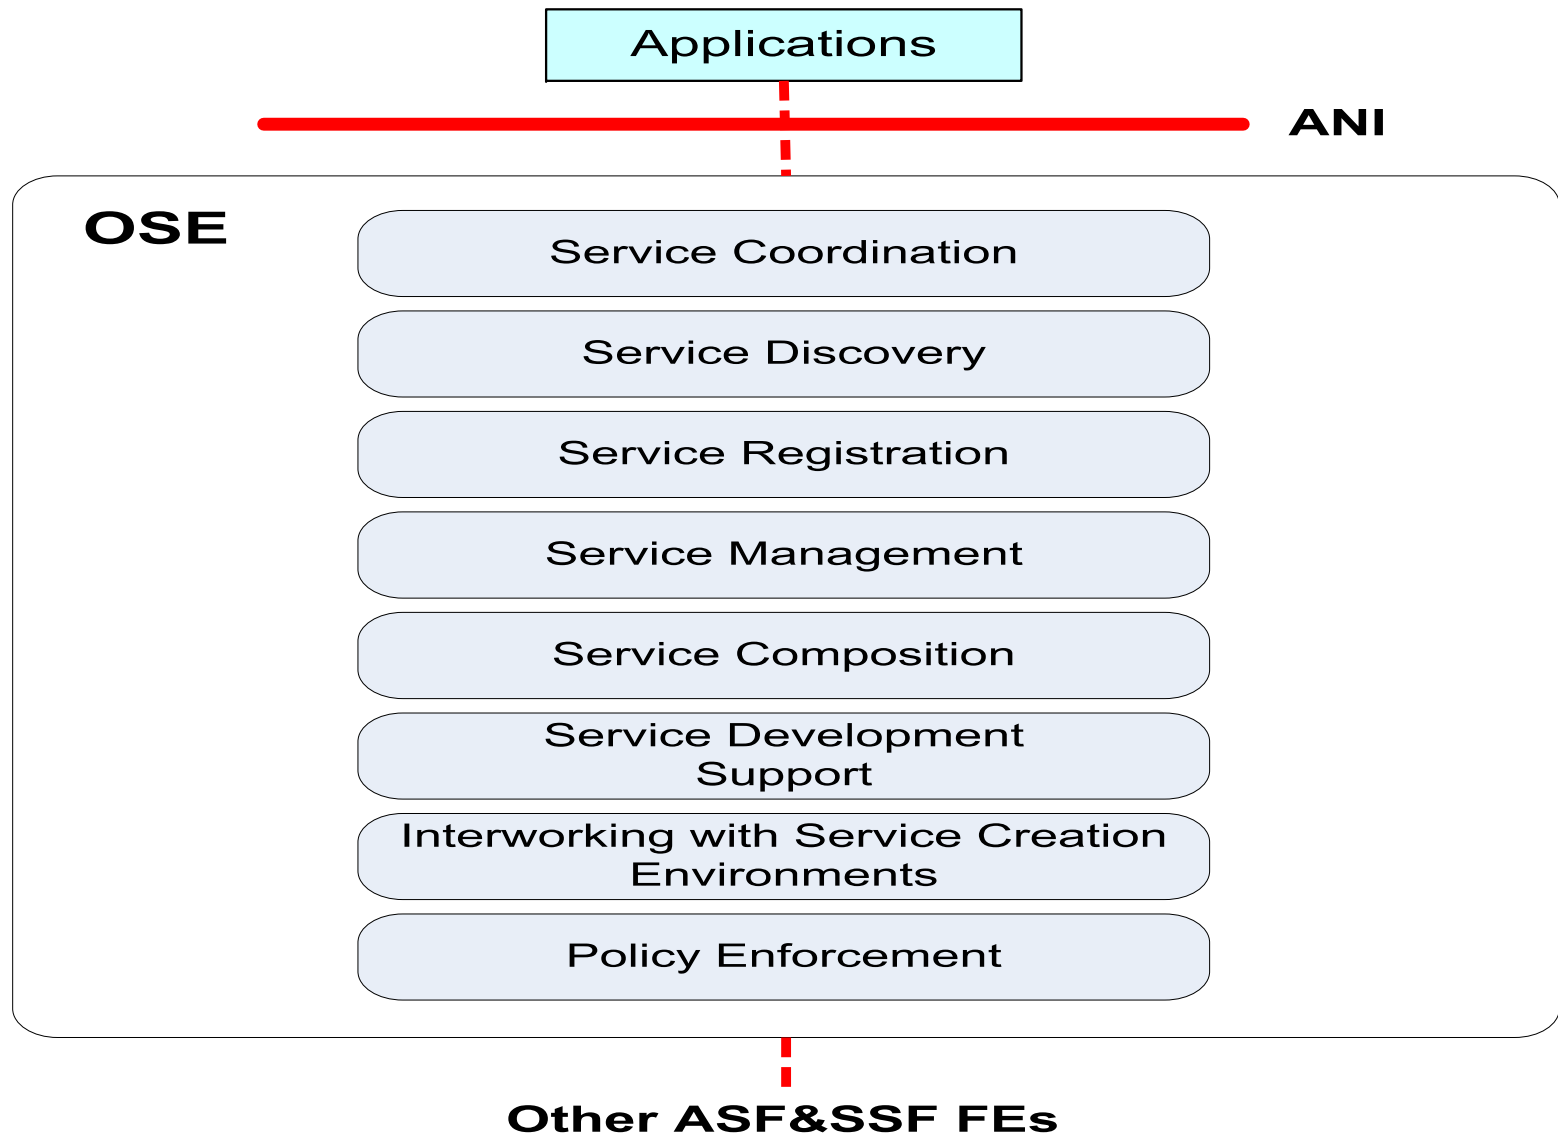 Applications
ANI
OSE
Service Coordination
Service Discovery
Service Registration
Service Management
Service Composition
Service Development
Support
Interworking with Service Creation
Environments
Policy Enforcement
Other ASF&SSF FEs